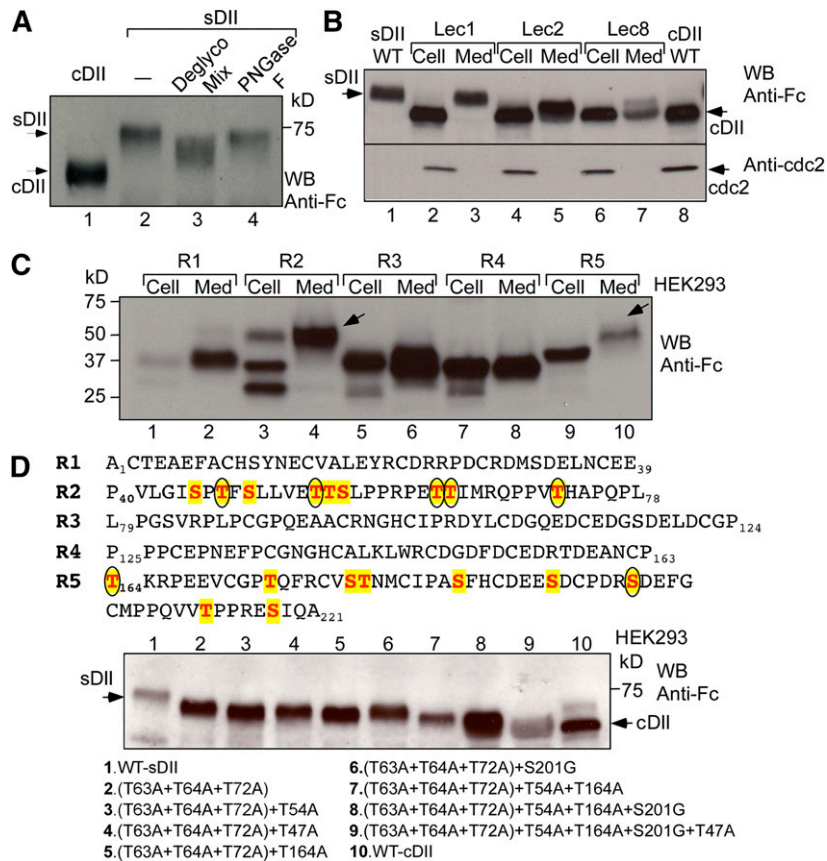 A
sDII
cDII
—
Deglyco
Mix
PNGase
F
kD
sDII
75
cDII
WB
Anti-Fc
1 2 3 4
B
sDII
WT
Lec1
Lec2
Lec8
cDII
WT
Cell Med Cell Med Cell Med
sDII
WB
Anti-Fc
cDII
Anti-cdc2
cdc2
1 2 3 4 5 6 7 8
C
R1 R2 R3 R4 R5
kD
Cell Med Cell Med Cell Med Cell Med Cell Med
HEK293
75
50
37
25
WB
Anti-Fc
1 2 3 4 5 6 7 8 9 10
D
R1 A1CTEAEFACHSYNECVALEYRCDRRPDCRDMSDELNCEE39
R2 P40VLGISPTFSLLVETTSLPPRPETTIMRQPPVTHAPQPL78
R3 L79PGSVRPLPCGPQEAACRNGHCIPRDYLCDGQEDCEDGSDELDCGP124
R4 P125PPCEPNEFPCGNGHCALKLWRCDGDFDCEDRTDEANCP163
R5 T164KRPEEVCGPTQFRCVSTNMCIPASFHCDEESDCPDRSDEFG
CMPPQVVTPPRESIQA221
1 2 3 4 5 6 7 8 9 10
HEK293
kD
sDII
75
WB
Anti-Fc
cDII
1.WT-sDII
2.(T63A+T64A+T72A)
3.(T63A+T64A+T72A)+T54A
4.(T63A+T64A+T72A)+T47A
5.(T63A+T64A+T72A)+T164A
6.(T63A+T64A+T72A)+S201G
7.(T63A+T64A+T72A)+T54A+T164A
8.(T63A+T64A+T72A)+T54A+T164A+S201G
9.(T63A+T64A+T72A)+T54A+T164A+S201G+T47A
10.WT-cDII